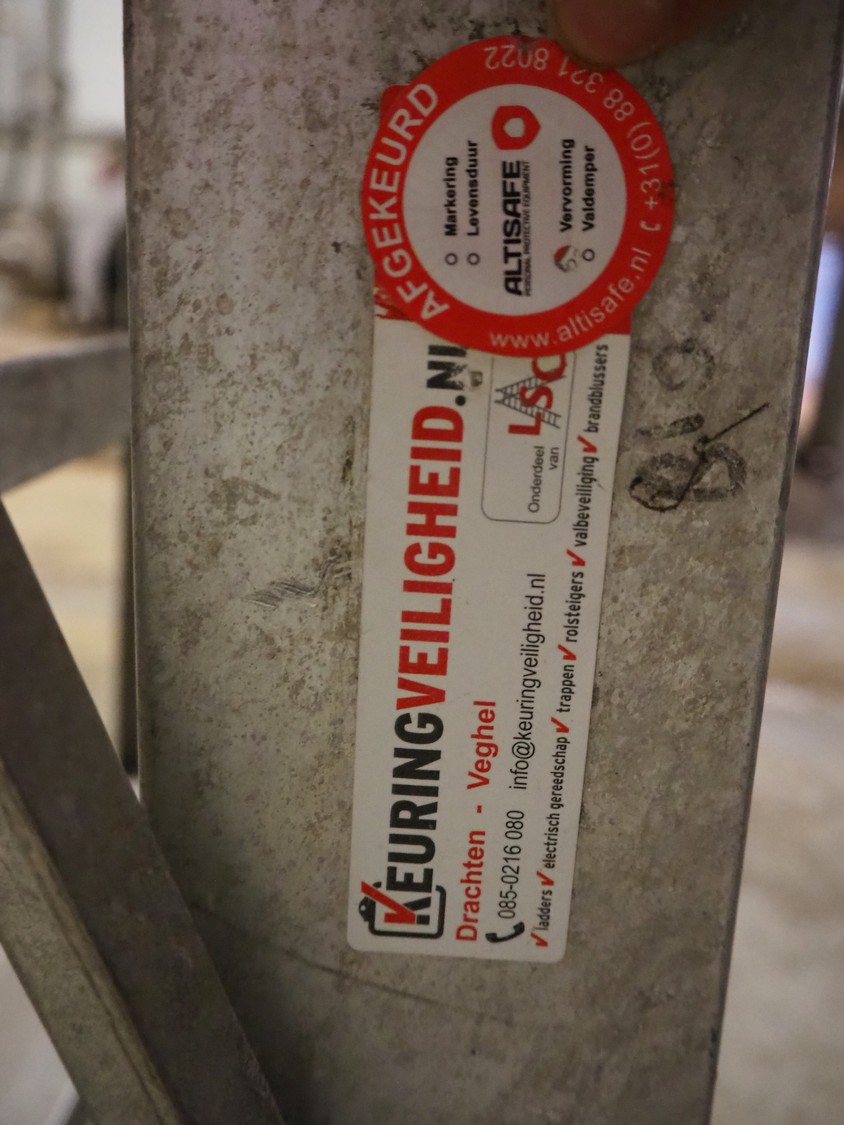 AFGEKEURD
Markering
Levensduur
ALTISAFE
PERSONAL PROTECTIVE EQUIPMENT
Vervorming
Valdemper
www.altisafe.nl +31(0) 88 321 8022
KEURINGVEILIGHEID.NL
Drachten - Veghel
085-0216 080 info@keuringveiligheid.nl
Onderdeel
van
ladders electrisch gereedschap trappen rolsteigers valbeveiliging brandblussers